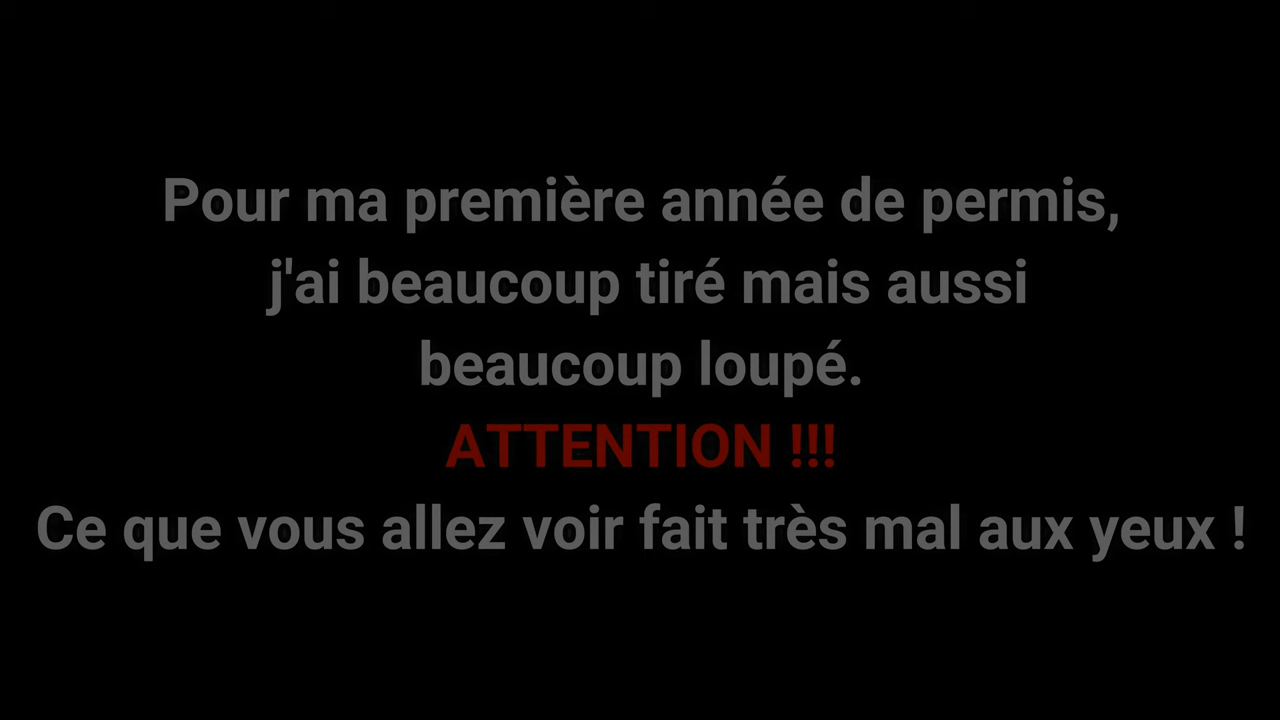 Pour ma première année de permis,
j'ai beaucoup tiré mais aussi
beaucoup loupé.
ATTENTION !!!
Ce que vous allez voir fait très mal aux yeux !